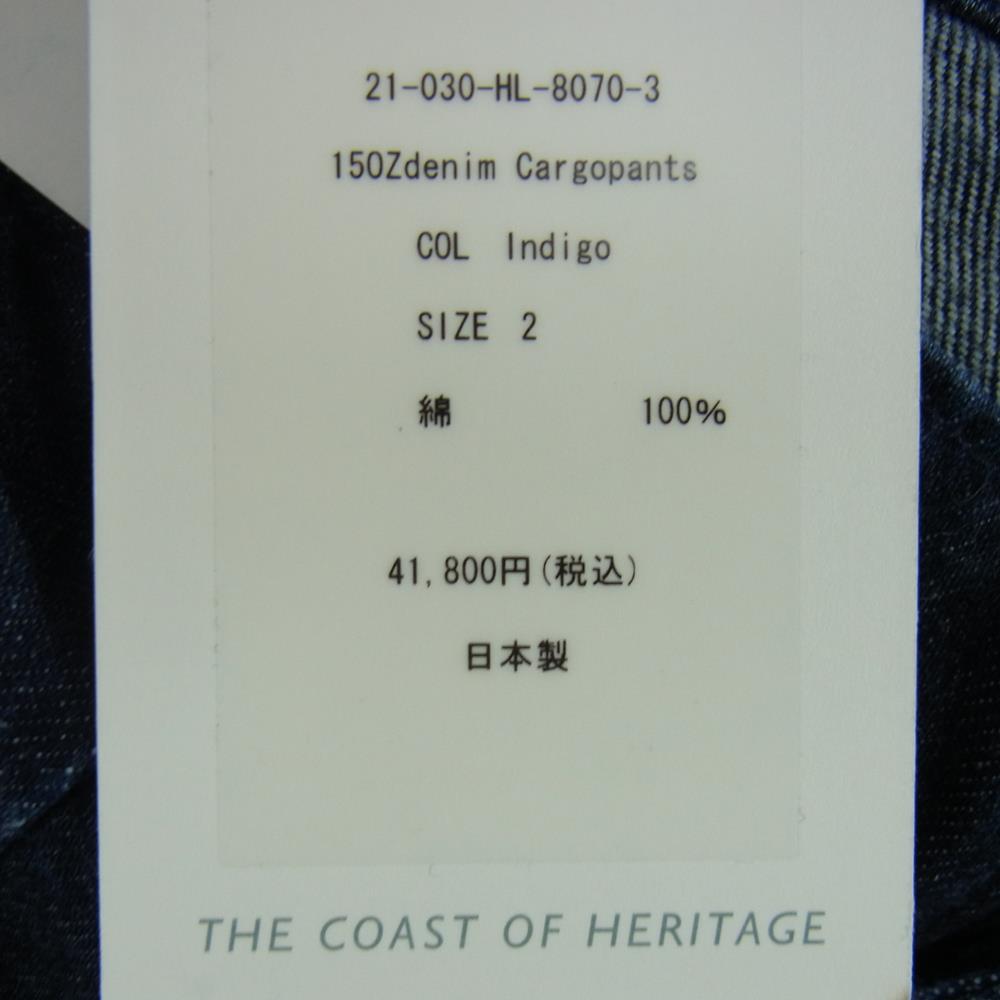 21-030-HL-8070-3
15OZdenim Cargopants
COL Indigo
SIZE 2
綿 100%
41,800円(税込)
日本製
THE COAST OF HERITAGE